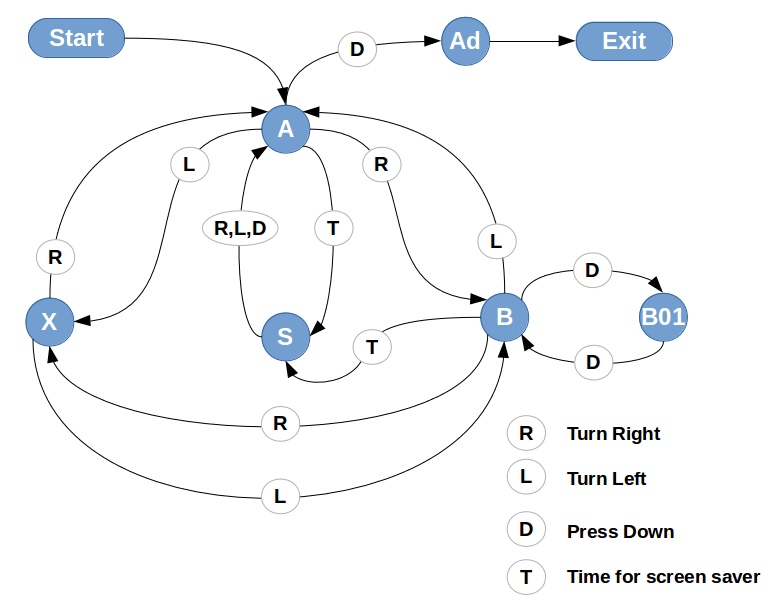 Start
D
Ad
Exit
A
L
R
R,L,D
T
R
L
D
X
S
B
B01
T
D
R
L
R Turn Right
L Turn Left
D Press Down
T Time for screen saver